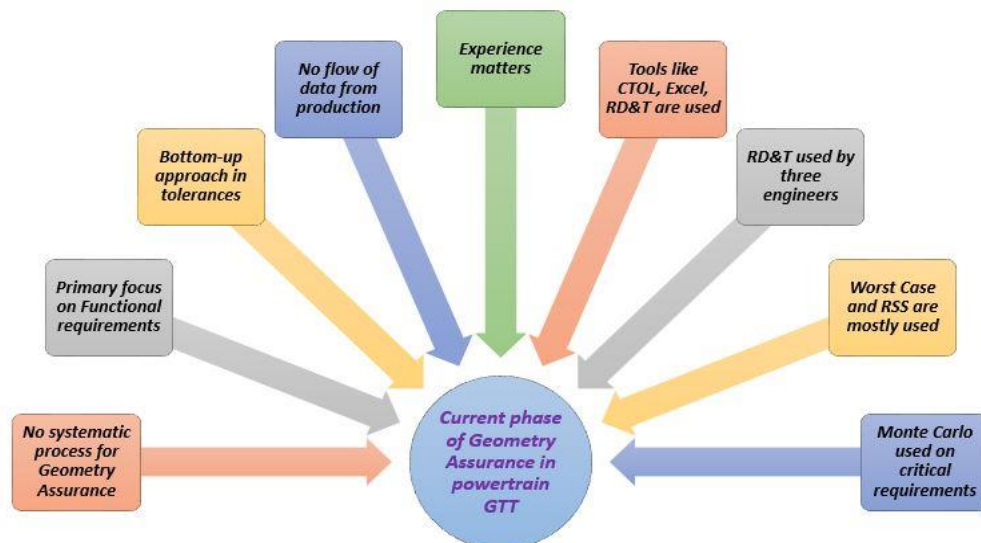 No systematic
process for
Geometry
Assurance
Primary focus
on Functional
requirements
Bottom-up
approach in
tolerances
No flow of
data from
production
Experience
matters
Tools like
CTOL, Excel,
RD&T are used
RD&T used by
three
engineers
Worst Case
and RSS are
mostly used
Monte Carlo
used on
critical
requirements
Current phase
of Geometry
Assurance in
powertrain
GTT